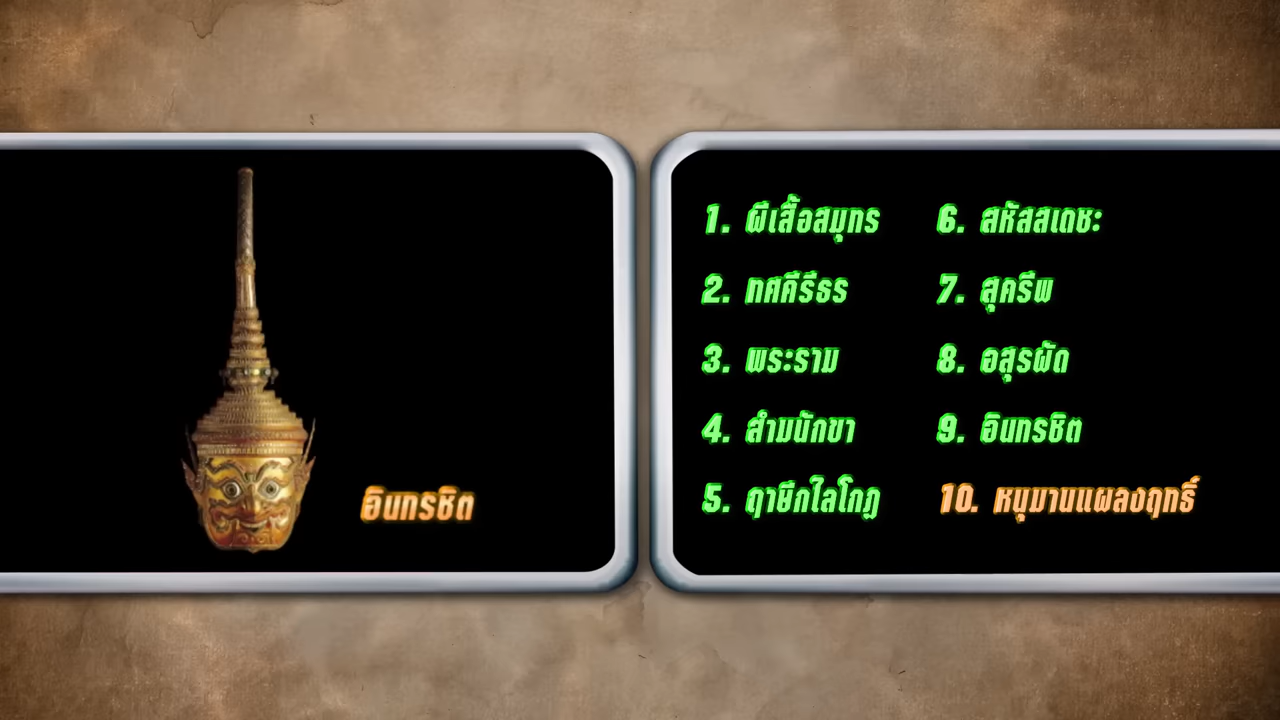 อินทรชิต
1. ผีเสื้อสมุทร
2. ทศคีรีธร
3. พระราม
4. สำมนักขา
5. ฤาษีกไลโกฏ
6. สหัสสเดชะ
7. สุครีพ
8. อสุรผัด
9. อินทรชิต
10. หนุมานแผลงฤทธิ์